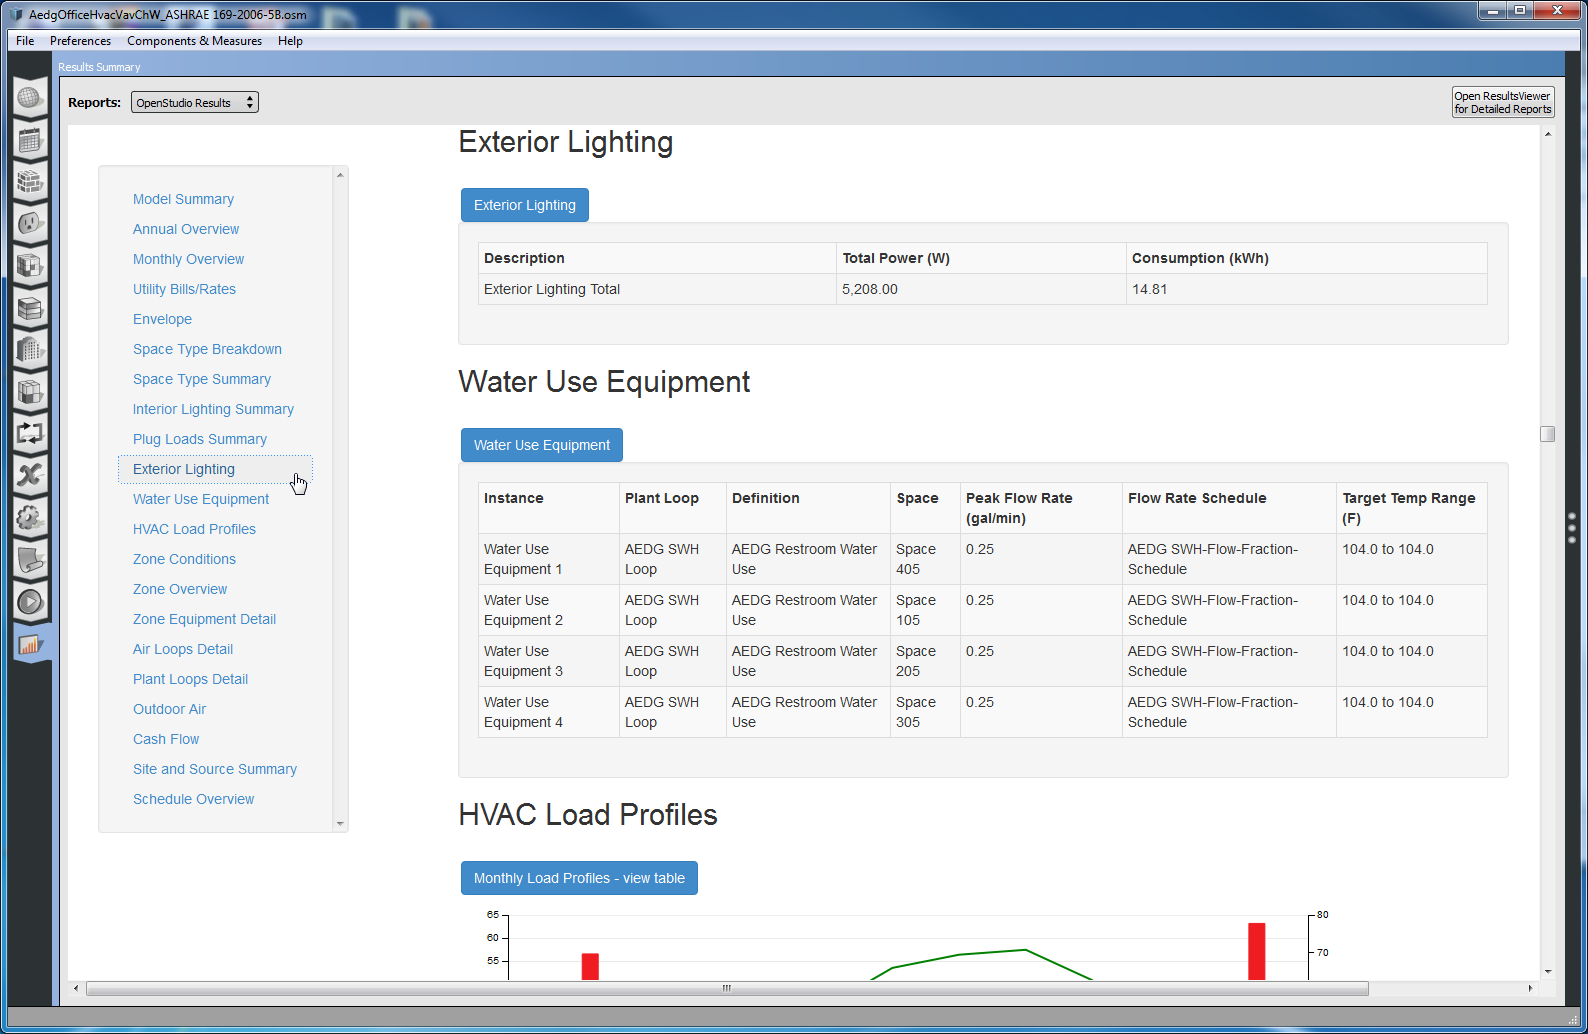 AedgOfficeHvacVavChW_ASHRAE 169-2006-5B.osm
File Preferences Components & Measures Help
Results Summary
Reports: OpenStudio Results
Open ResultsViewer
for Detailed Reports
Model Summary
Annual Overview
Monthly Overview
Utility Bills/Rates
Envelope
Space Type Breakdown
Space Type Summary
Interior Lighting Summary
Plug Loads Summary
Exterior Lighting
Water Use Equipment
HVAC Load Profiles
Zone Conditions
Zone Overview
Zone Equipment Detail
Air Loops Detail
Plant Loops Detail
Outdoor Air
Cash Flow
Site and Source Summary
Schedule Overview
Exterior Lighting
Exterior Lighting
Description Total Power (W) Consumption (kWh)
Exterior Lighting Total 5,208.00 14.81
Water Use Equipment
Water Use Equipment
Instance Plant Loop Definition Space Peak Flow Rate Flow Rate Schedule Target Temp Range
(gal/min) (F)
Water Use AEDG SWH AEDG Restroom Water Space 0.25 AEDG SWH-Flow-Fraction- 104.0 to 104.0
Equipment 1 Loop Use 405 Schedule
Water Use AEDG SWH AEDG Restroom Water Space 0.25 AEDG SWH-Flow-Fraction- 104.0 to 104.0
Equipment 2 Loop Use 105 Schedule
Water Use AEDG SWH AEDG Restroom Water Space 0.25 AEDG SWH-Flow-Fraction- 104.0 to 104.0
Equipment 3 Loop Use 205 Schedule
Water Use AEDG SWH AEDG Restroom Water Space 0.25 AEDG SWH-Flow-Fraction- 104.0 to 104.0
Equipment 4 Loop Use 305 Schedule
HVAC Load Profiles
Monthly Load Profiles - view table
65 80
60
55 70